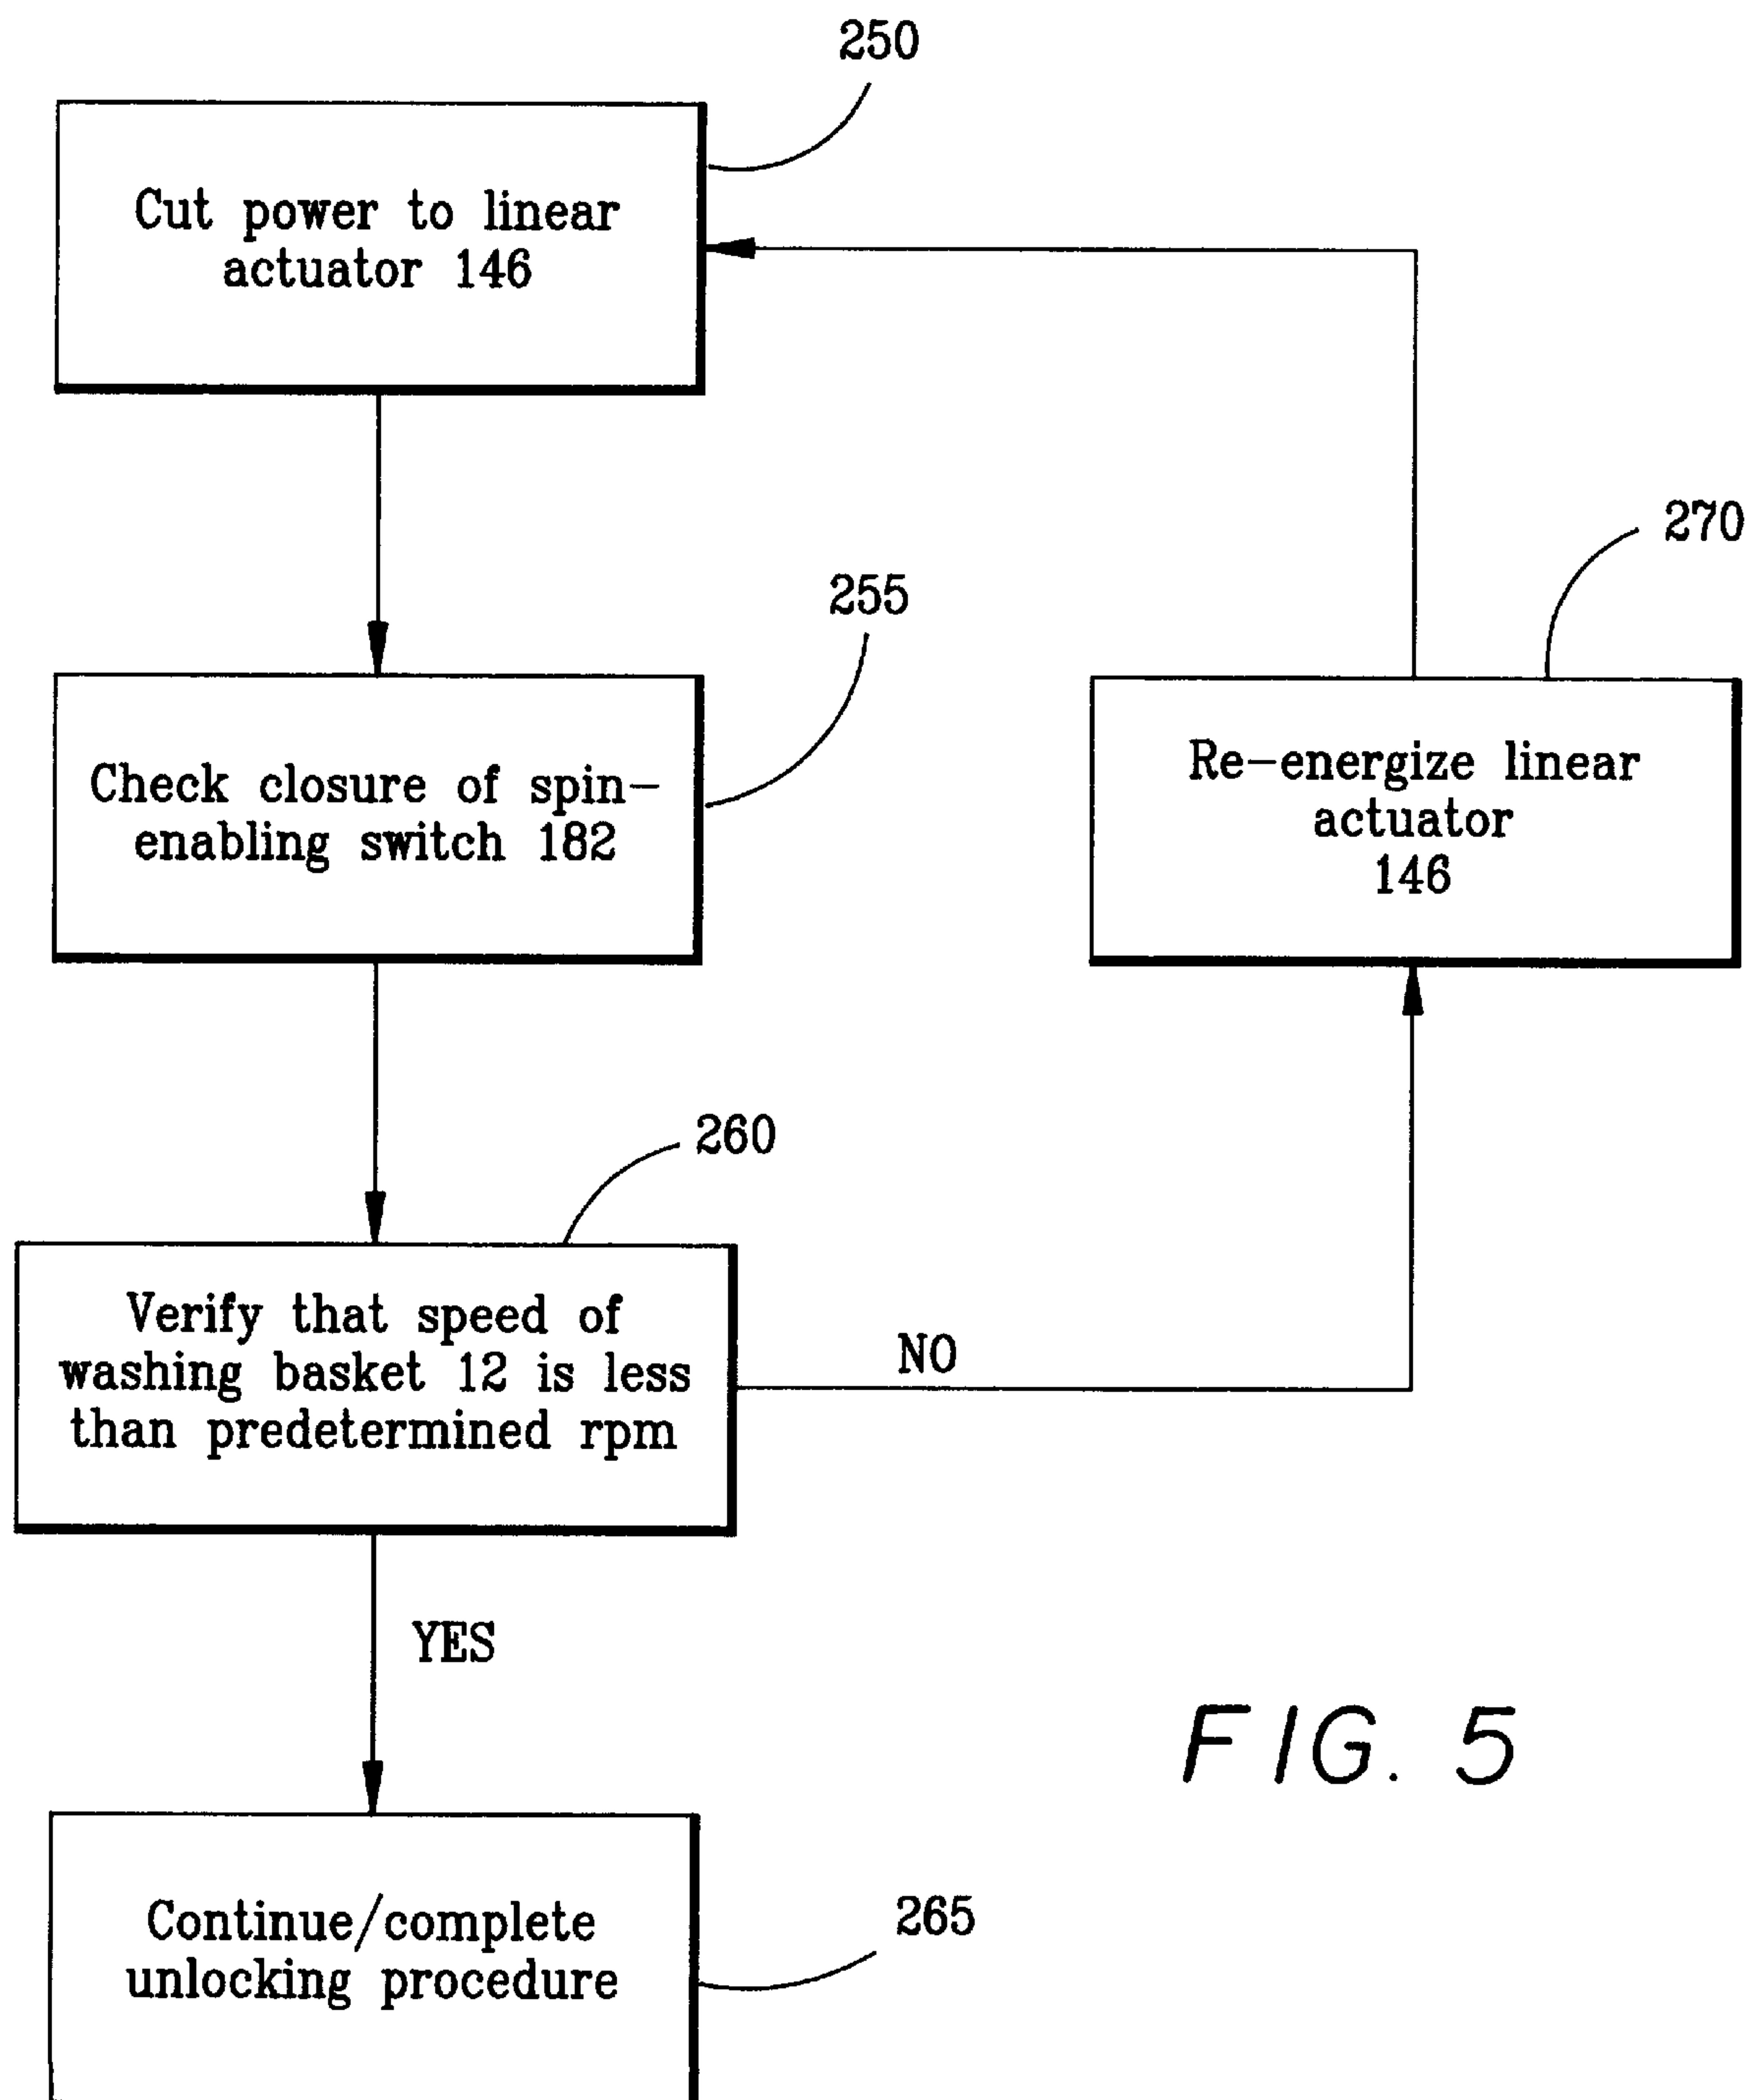 250
Cut power to linear
actuator 146
270
255
Check closure of spin-
enabling switch 182
Re-energize linear
actuator
146
260
Verify that speed of
washing basket 12 is less
than predetermined rpm
NO
YES
FIG. 5
265
Continue/complete
unlocking procedure